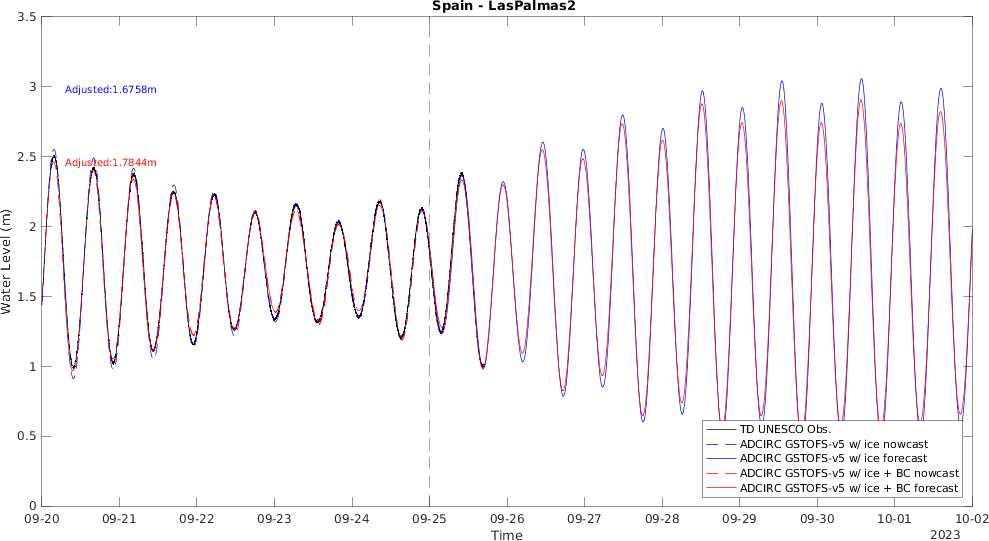 Spain - LasPalmas2
3.5
3
2.5
2
1.5
1
0.5
0
Water Level (m)
Adjusted:1.6758m
Adjusted:1.7844m
TD UNESCO Obs.
ADCIRC GSTOFS-v5 w/ ice nowcast
ADCIRC GSTOFS-v5 w/ ice forecast
ADCIRC GSTOFS-v5 w/ ice + BC nowcast
ADCIRC GSTOFS-v5 w/ ice + BC forecast
09-20 09-21 09-22 09-23 09-24 09-25 09-26 09-27 09-28 09-29 09-30 10-01 10-02
Time
2023